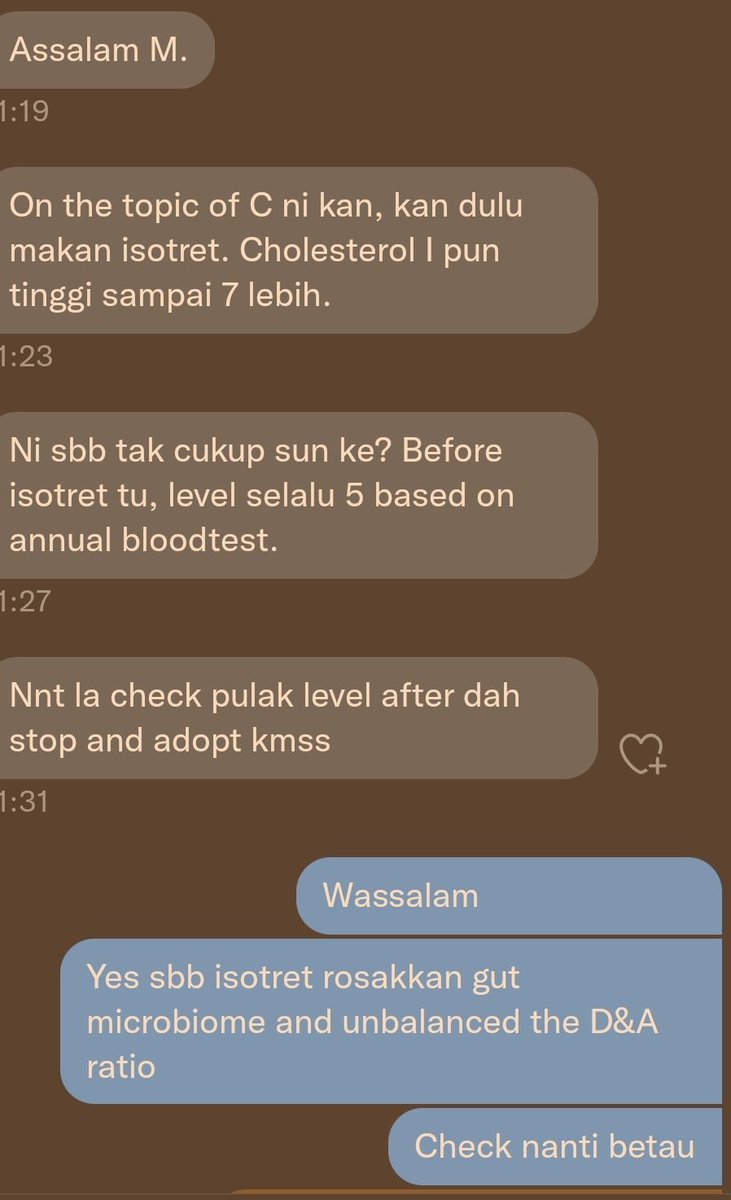 Assalam M.
1:19
On the topic of C ni kan, kan dulu
makan isotret. Cholesterol I pun
tinggi sampai 7 lebih.
1:23
Ni sbb tak cukup sun ke? Before
isotret tu, level selalu 5 based on
annual bloodtest.
1:27
Nnt la check pulak level after dah
stop and adopt kmss
1:31
Wassalam
Yes sbb isotret rosakkan gut
microbiome and unbalanced the D&A
ratio
Check nanti betau